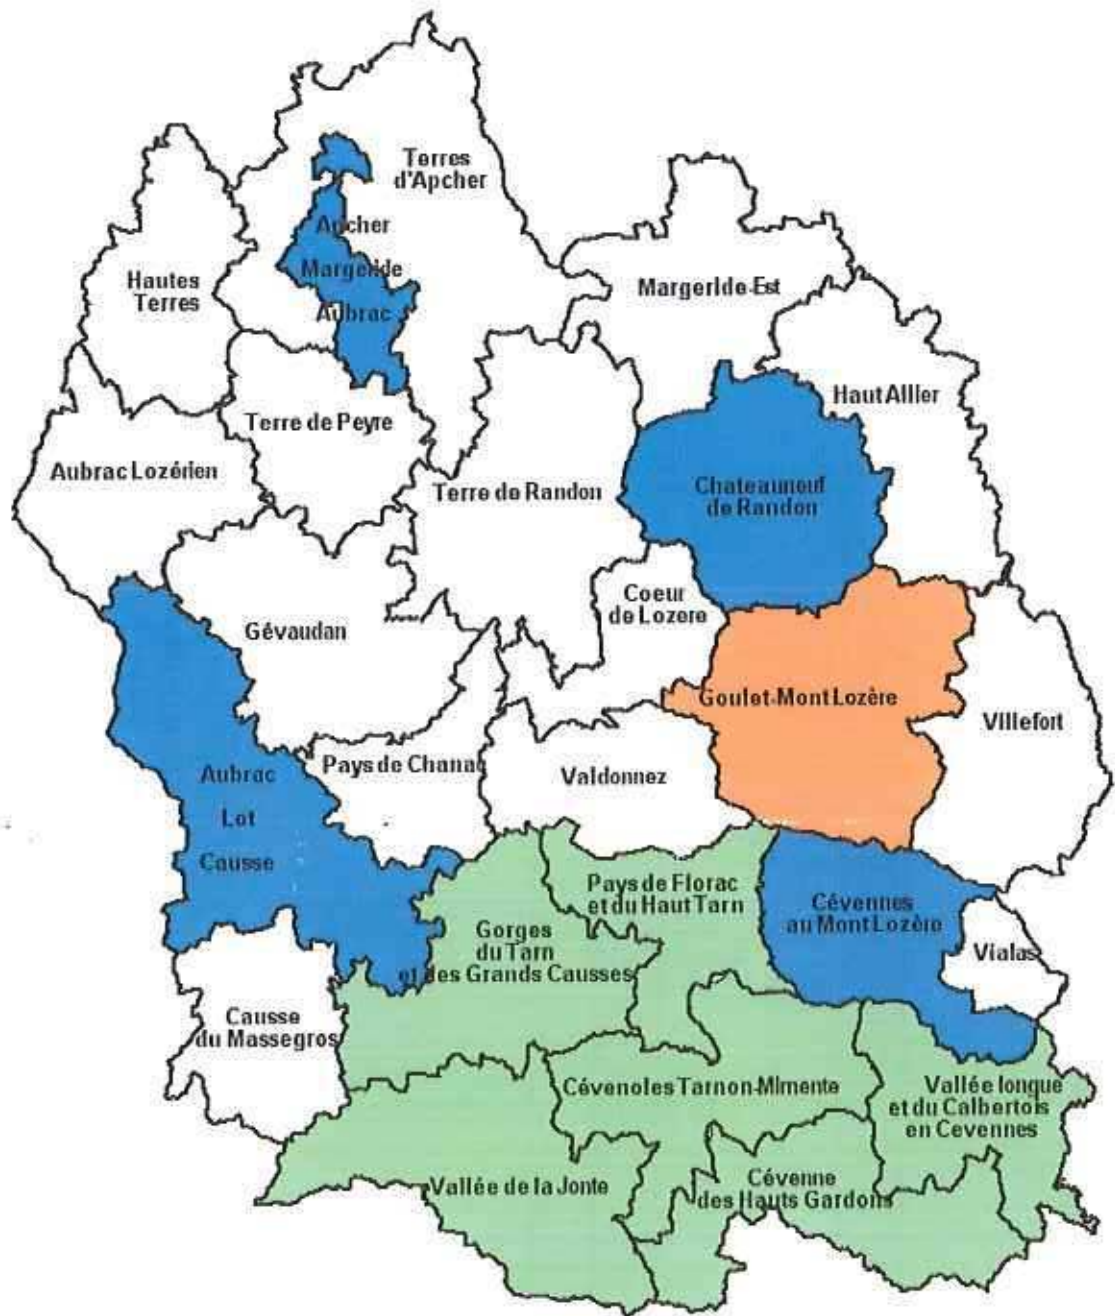 Terres
d'Apcher
Apcher
Margeride
Aubrac
Hautes
Terres
Margeride-Est
Haut Allier
Terre de Peyre
Aubrac Lozérien
Terre de Randon
Chateauneuf
de Randon
Coeur
de Lozere
Gévaudan
Goulet-Mont Lozère
Villefort
Pays de Chanac
Valdonnez
Aubrac
Lot
Causse
Pays de Florac
et du Haut Tarn
Cévennes
au Mont Lozère
Gorges
du Tarn
et des Grands Causses
Vialas
Causse
du Massegros
Cévenoles Tarnon-Mimente
Vallée longue
et du Calbertois
en Cevennes
Vallée de la Jonte
Cévenne
des Hauts Gardons